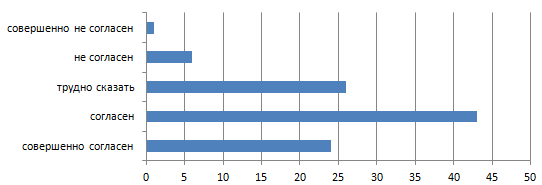 совершенно не согласен
не согласен
трудно сказать
согласен
совершенно согласен
0 5 10 15 20 25 30 35 40 45 50